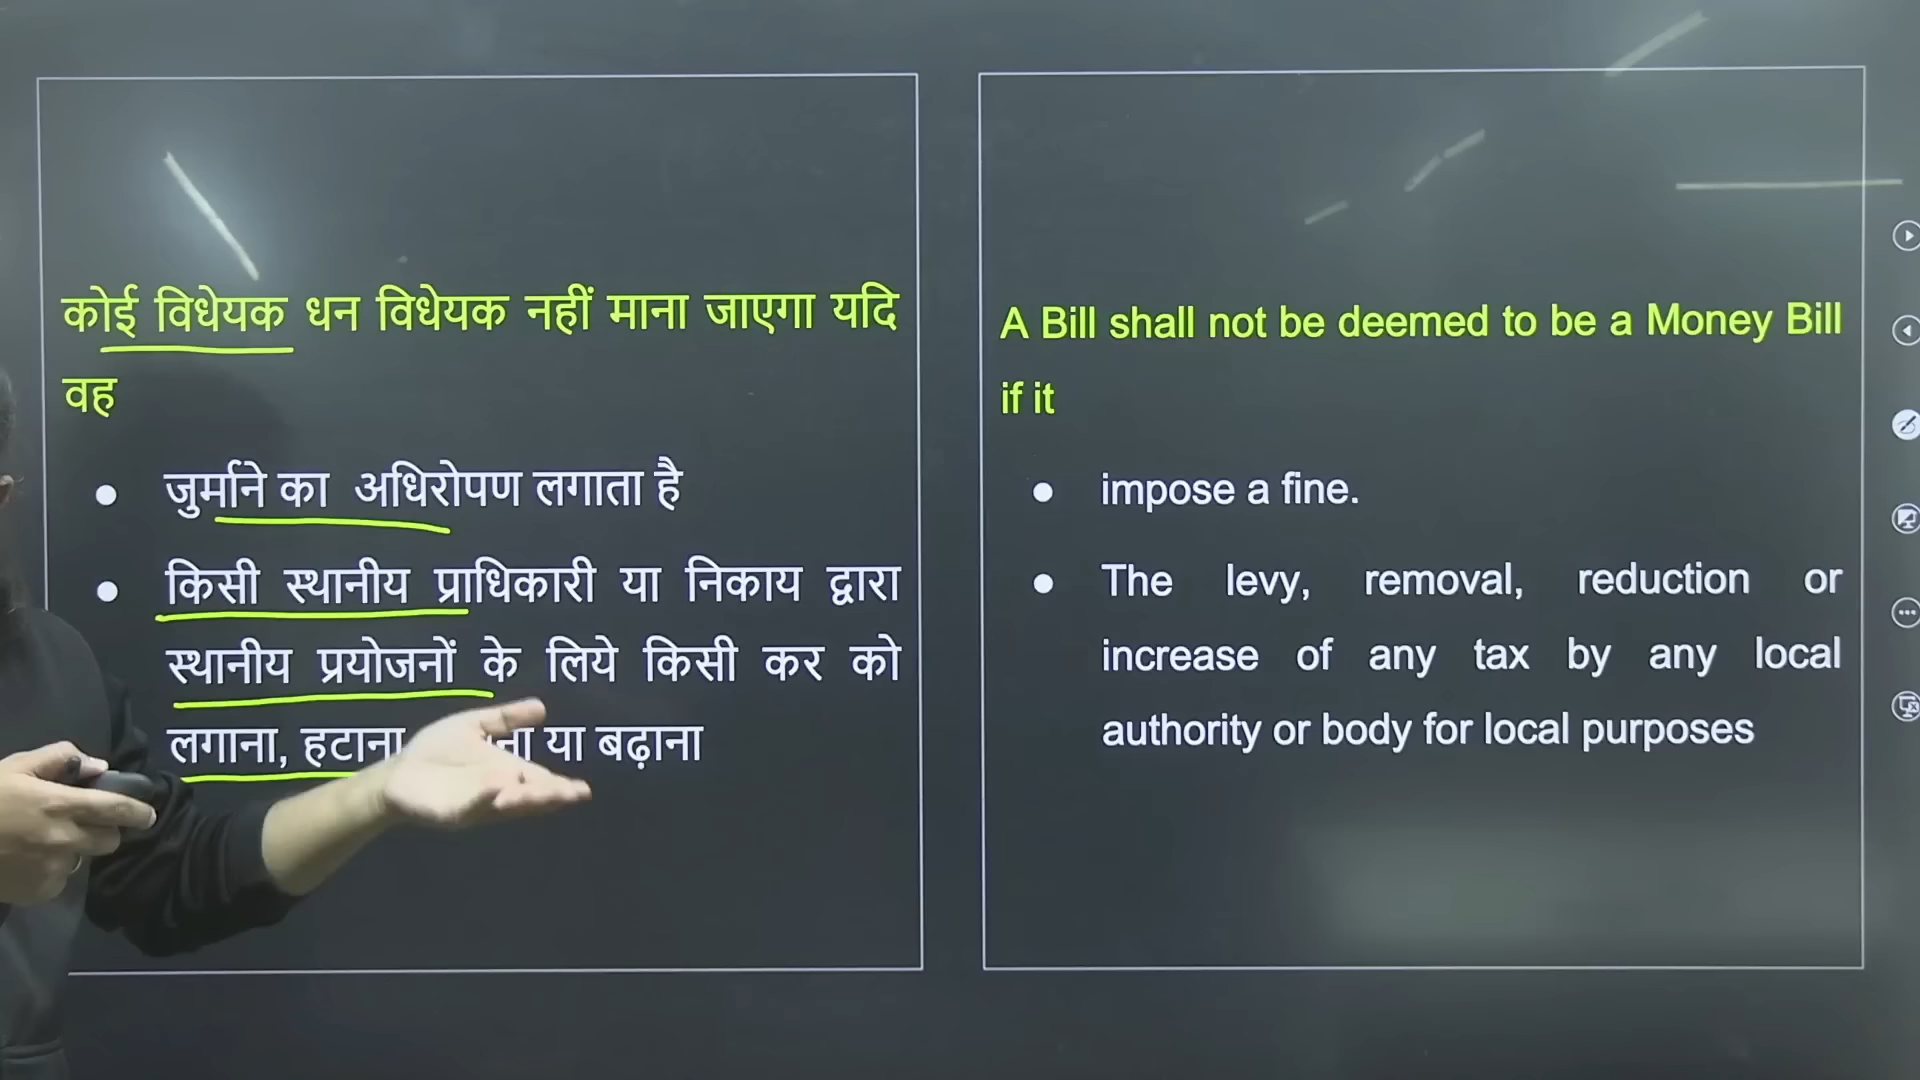 कोई विधेयक धन विधेयक नहीं माना जाएगा यदि
वह
● जुर्माने का अधिरोपण लगाता है
● किसी स्थानीय प्राधिकारी या निकाय द्वारा
स्थानीय प्रयोजनों के लिये किसी कर को
लगाना, हटाना या बढ़ाना
A Bill shall not be deemed to be a Money Bill
if it
● impose a fine.
● The levy, removal, reduction or
increase of any tax by any local
authority or body for local purposes